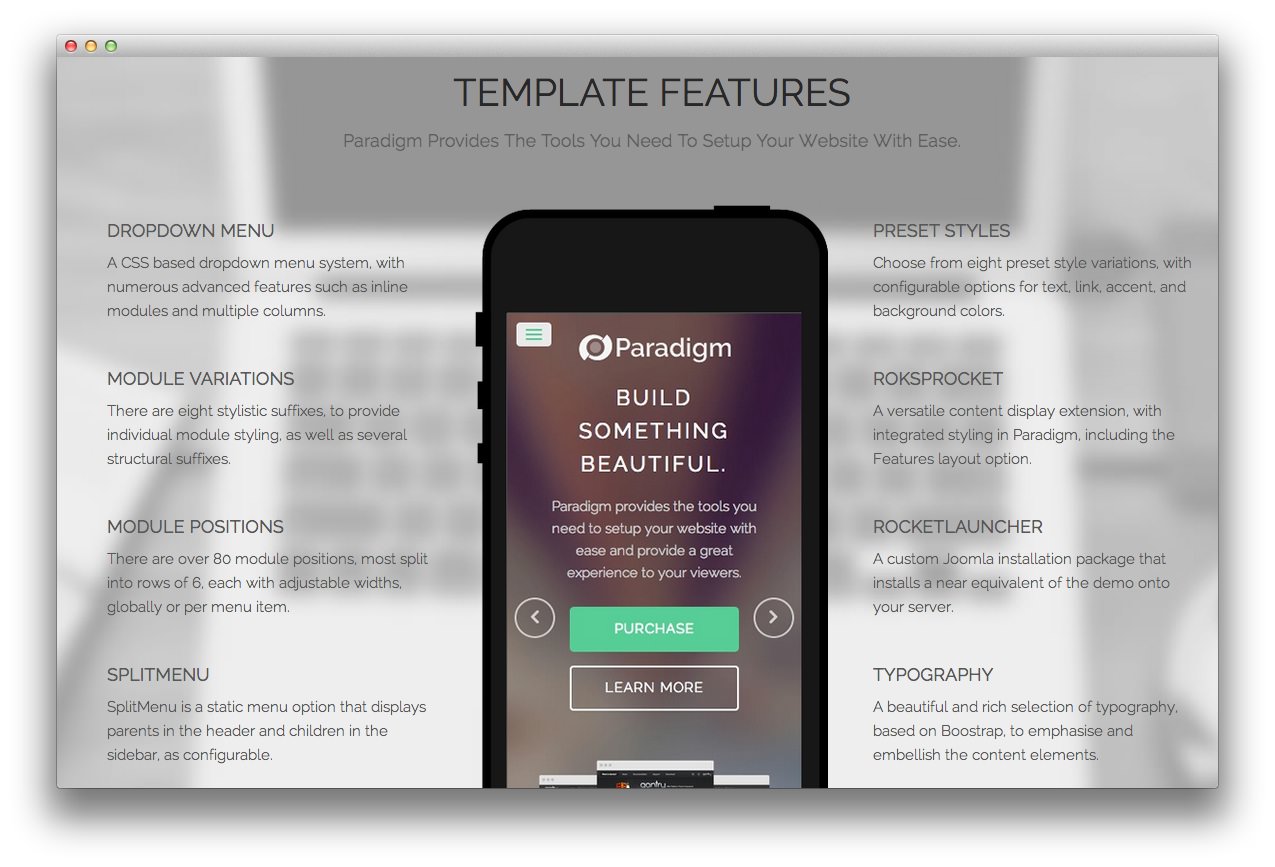 TEMPLATE FEATURES
Paradigm Provides The Tools You Need To Setup Your Website With Ease.
DROPDOWN MENU
A CSS based dropdown menu system, with
numerous advanced features such as inline
modules and multiple columns.
MODULE VARIATIONS
There are eight stylistic suffixes, to provide
individual module styling, as well as several
structural suffixes.
MODULE POSITIONS
There are over 80 module positions, most split
into rows of 6, each with adjustable widths,
globally or per menu item.
SPLITMENU
SplitMenu is a static menu option that displays
parents in the header and children in the
sidebar, as configurable.
Paradigm
BUILD
SOMETHING
BEAUTIFUL.
Paradigm provides the tools you
need to setup your website with
ease and provide a great
experience to your viewers.
PURCHASE
LEARN MORE
gantry
PRESET STYLES
Choose from eight preset style variations, with
configurable options for text, link, accent, and
background colors.
ROKSPROCKET
A versatile content display extension, with
integrated styling in Paradigm, including the
Features layout option.
ROCKETLAUNCHER
A custom Joomla installation package that
installs a near equivalent of the demo onto
your server.
TYPOGRAPHY
A beautiful and rich selection of typography,
based on Boostrap, to emphasise and
embellish the content elements.